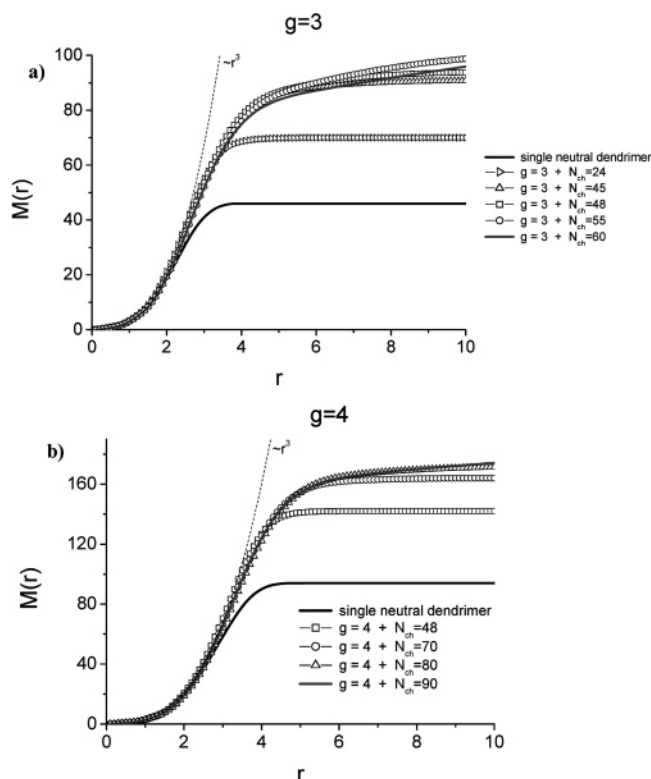 g=3
a)
~r³
100
80
60
40
20
0
M(r)
0 2 4 6 8 10
r
single neutral dendrimer
g = 3 + N_ch=24
g = 3 + N_ch=45
g = 3 + N_ch=48
g = 3 + N_ch=55
g = 3 + N_ch=60
g=4
b)
~r³
160
120
80
40
0
M(r)
0 2 4 6 8 10
r
single neutral dendrimer
g = 4 + N_ch=48
g = 4 + N_ch=70
g = 4 + N_ch=80
g = 4 + N_ch=90